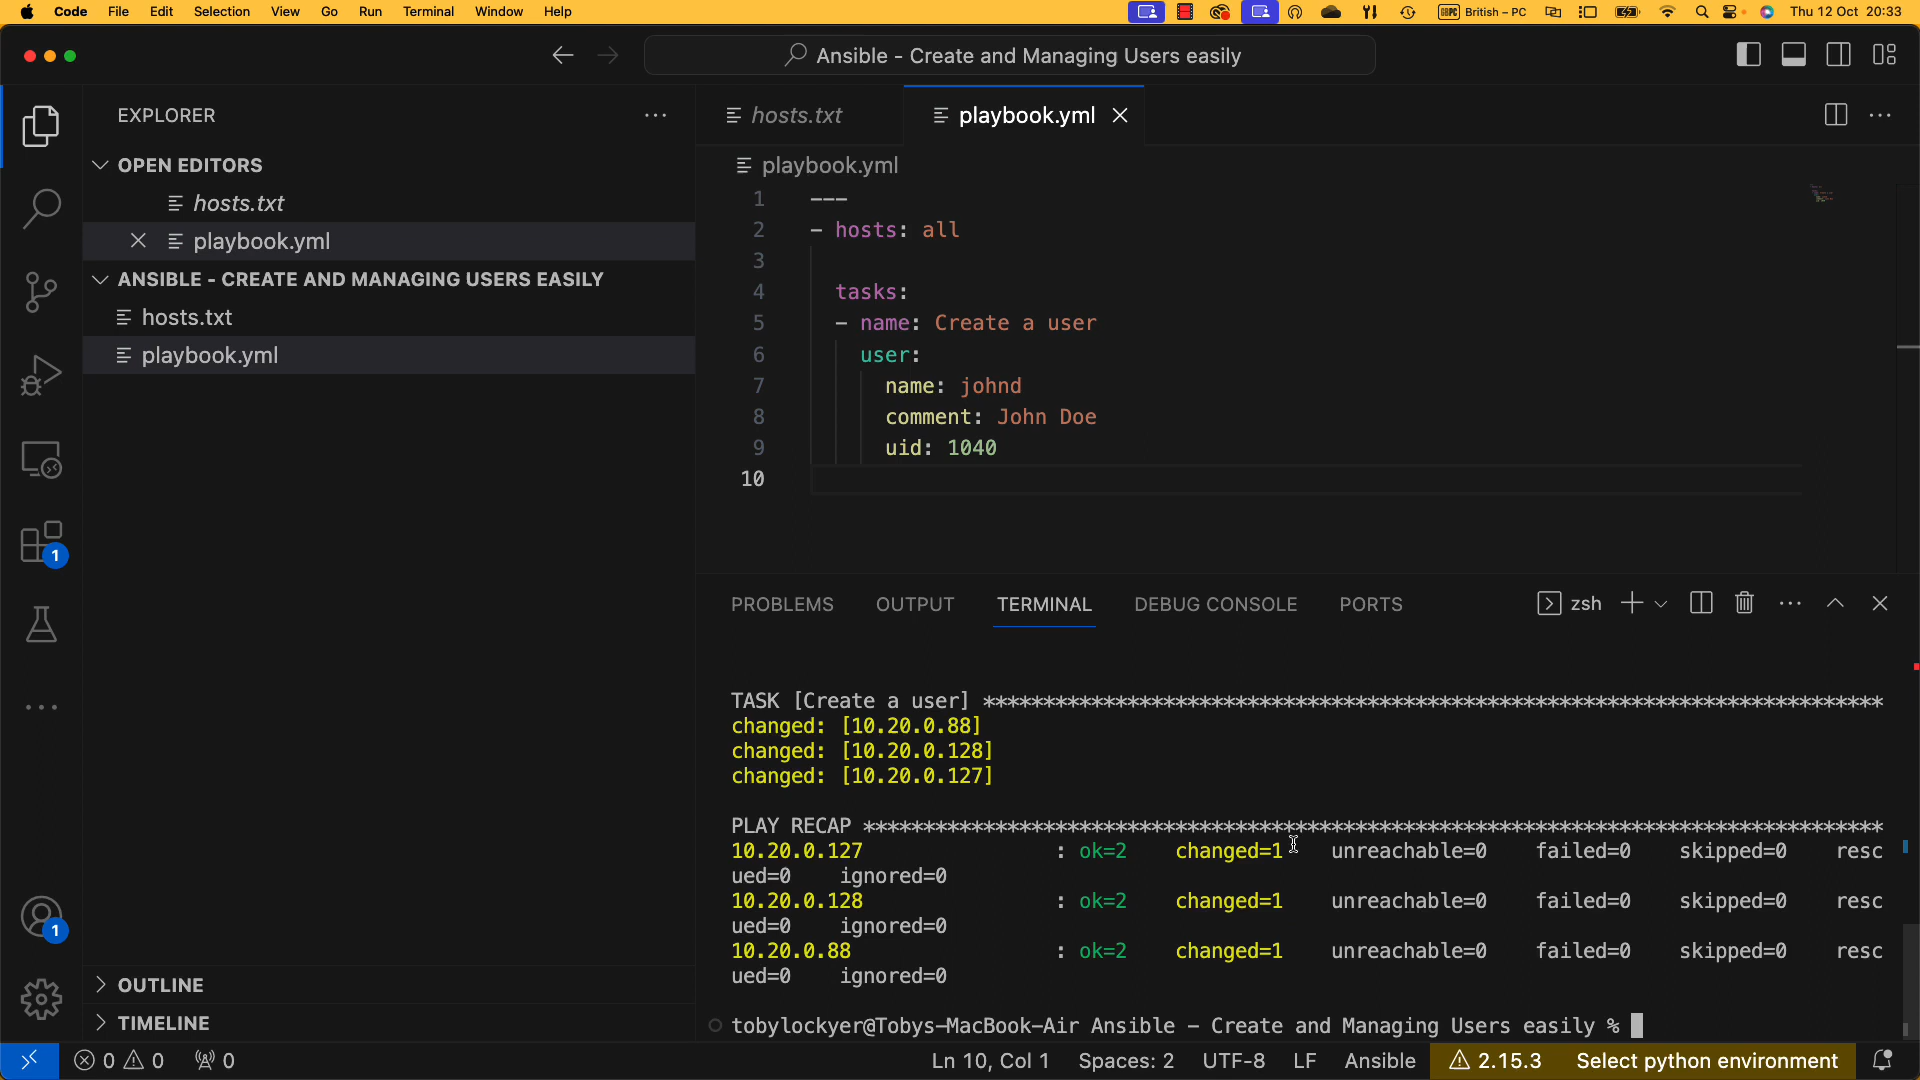 Code File Edit Selection View Go Run Terminal Window Help British – PC Thu 12 Oct 20:33
Ansible - Create and Managing Users easily
EXPLORER
OPEN EDITORS
hosts.txt
playbook.yml
ANSIBLE - CREATE AND MANAGING USERS EASILY
hosts.txt
playbook.yml
1
1
OUTLINE
TIMELINE
hosts.txt playbook.yml
playbook.yml
1 ---
2 - hosts: all
3
4 tasks:
5 - name: Create a user
6 user:
7 name: johnd
8 comment: John Doe
9 uid: 1040
10
PROBLEMS OUTPUT TERMINAL DEBUG CONSOLE PORTS zsh
TASK [Create a user] ***************************************************************************
changed: [10.20.0.88]
changed: [10.20.0.128]
changed: [10.20.0.127]
PLAY RECAP *************************************************************************************
10.20.0.127 : ok=2 changed=1 unreachable=0 failed=0 skipped=0 resc
ued=0 ignored=0
10.20.0.128 : ok=2 changed=1 unreachable=0 failed=0 skipped=0 resc
ued=0 ignored=0
10.20.0.88 : ok=2 changed=1 unreachable=0 failed=0 skipped=0 resc
ued=0 ignored=0
tobylockyer@Tobys-MacBook-Air Ansible - Create and Managing Users easily %
0 0 0 Ln 10, Col 1 Spaces: 2 UTF-8 LF Ansible 2.15.3 Select python environment